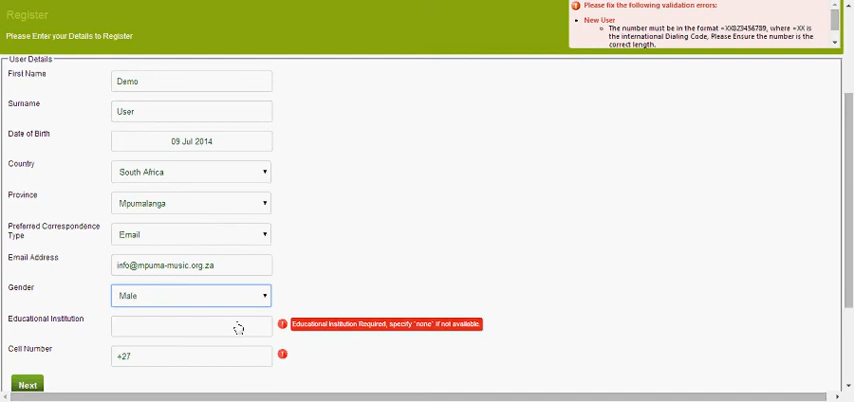 Register
Please Enter your Details to Register
Please fix the following validation errors:
New User
The number must be in the format +XX823456789, where +XX is
the international Dialing Code, Please Ensure the number is the
correct length.
User Details
First Name
Demo
Surname
User
Date of Birth
09 Jul 2014
Country
South Africa
Province
Mpumalanga
Preferred Correspondence
Type
Email
Email Address
info@mpuma-music.org.za
Gender
Male
Educational Institution
Educational Institution Required, specify "none" if not available.
Cell Number
+27
Next